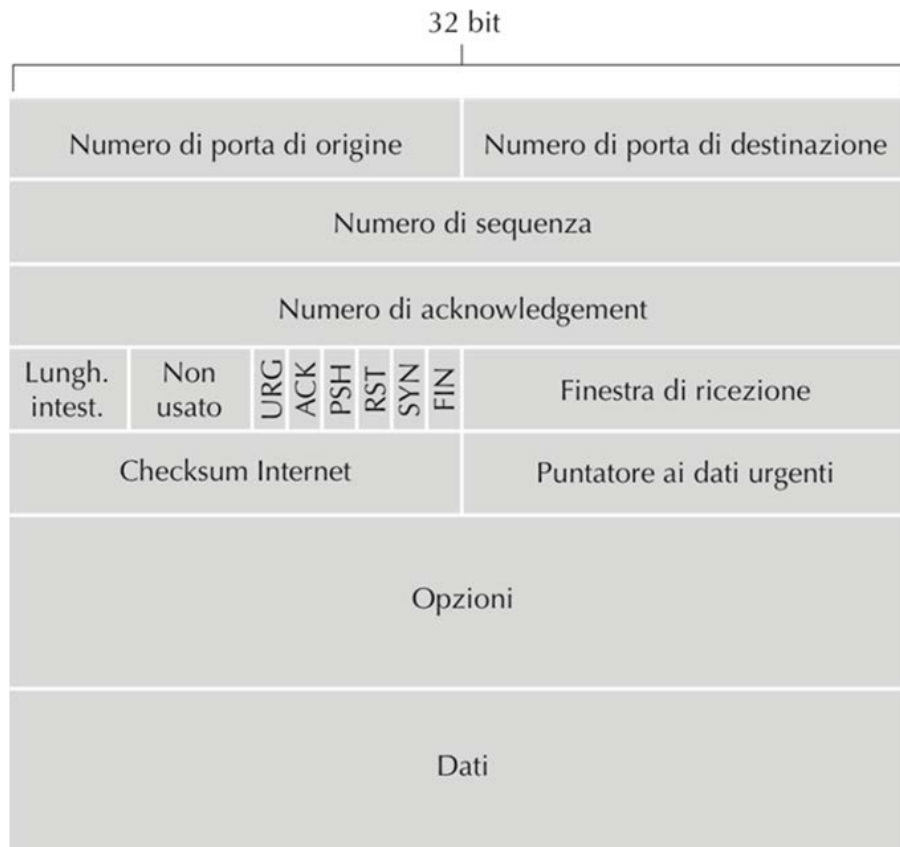 32 bit
Numero di porta di origine
Numero di porta di destinazione
Numero di sequenza
Numero di acknowledgement
Lungh.
intest.
Non
usato
URG
ACK
PSH
RST
SYN
FIN
Finestra di ricezione
Checksum Internet
Puntatore ai dati urgenti
Opzioni
Dati